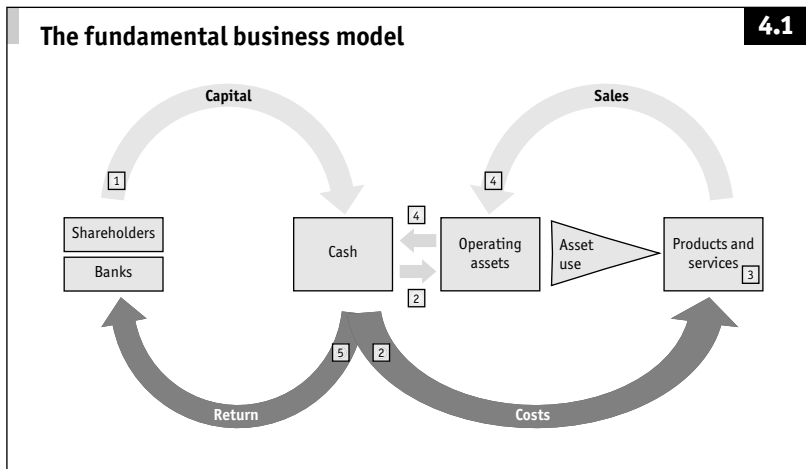 The fundamental business model
4.1
Capital
Sales
1
4
Shareholders
Banks
Cash
4
2
Operating
assets
Asset
use
Products and
services
3
5
2
Return
Costs